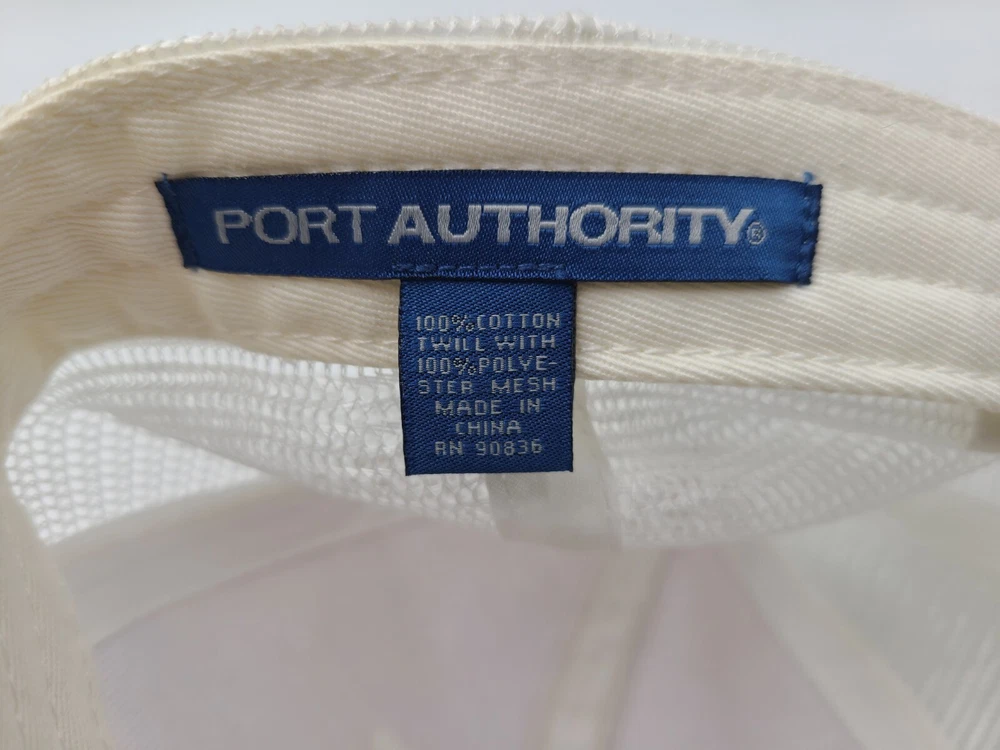 PORT AUTHORITY®
100%COTTON
TWILL WITH
100%POLYE-
STER MESH
MADE IN
CHINA
RN 90836